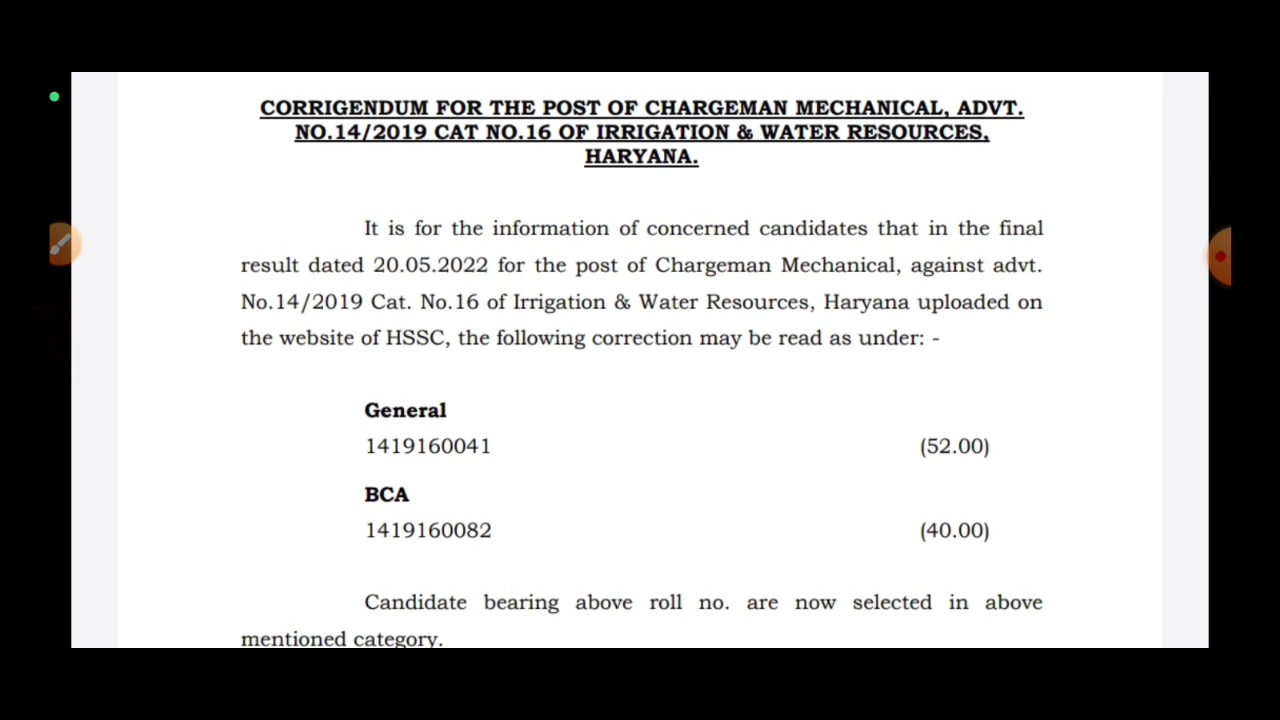 CORRIGENDUM FOR THE POST OF CHARGEMAN MECHANICAL, ADVT.
NO.14/2019 CAT NO.16 OF IRRIGATION & WATER RESOURCES,
HARYANA.
It is for the information of concerned candidates that in the final
result dated 20.05.2022 for the post of Chargeman Mechanical, against advt.
No.14/2019 Cat. No.16 of Irrigation & Water Resources, Haryana uploaded on
the website of HSSC, the following correction may be read as under: -
General
1419160041 (52.00)
BCA
1419160082 (40.00)
Candidate bearing above roll no. are now selected in above
mentioned category.